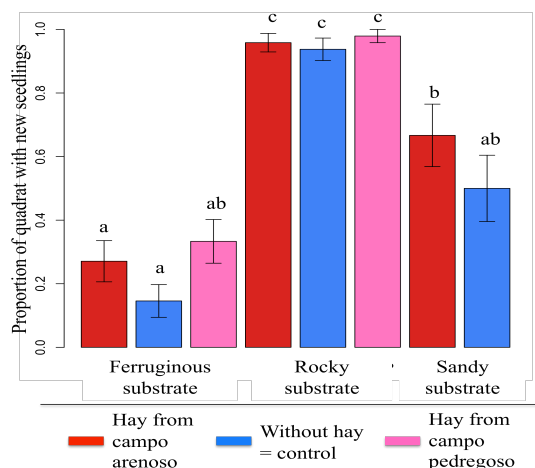 Proportion of quadrat with new seedlings
1.0
0.8
0.6
0.4
0.2
0.0
a
a
ab
c
c
c
b
ab
Ferruginous
substrate
Rocky
substrate
Sandy
substrate
Hay from
campo
arenoso
Without hay
= control
Hay from
campo
pedregoso